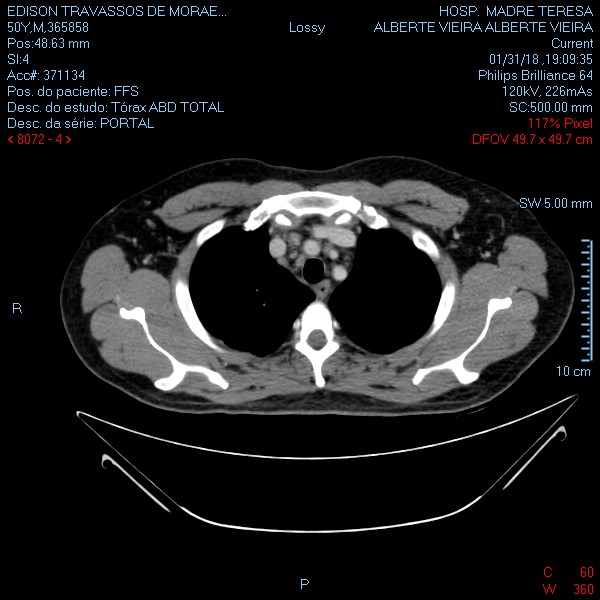 EDISON TRAVASSOS DE MORAE...
50Y,M,365858
Pos:48.63 mm
SI:4
Acc#: 371134
Pos. do paciente: FFS
Desc. do estudo: Tórax ABD TOTAL
Desc. da série: PORTAL
< 8072 - 4 >
Lossy
HOSP. MADRE TERESA
ALBERTE VIEIRA ALBERTE VIEIRA
Current
01/31/18 ,19:09:35
Philips Brilliance 64
120kV, 226mAs
SC:500.00 mm
117% Pixel
DFOV 49.7 x 49.7 cm
SW 5.00 mm
R
10 cm
P
C 60
W 360